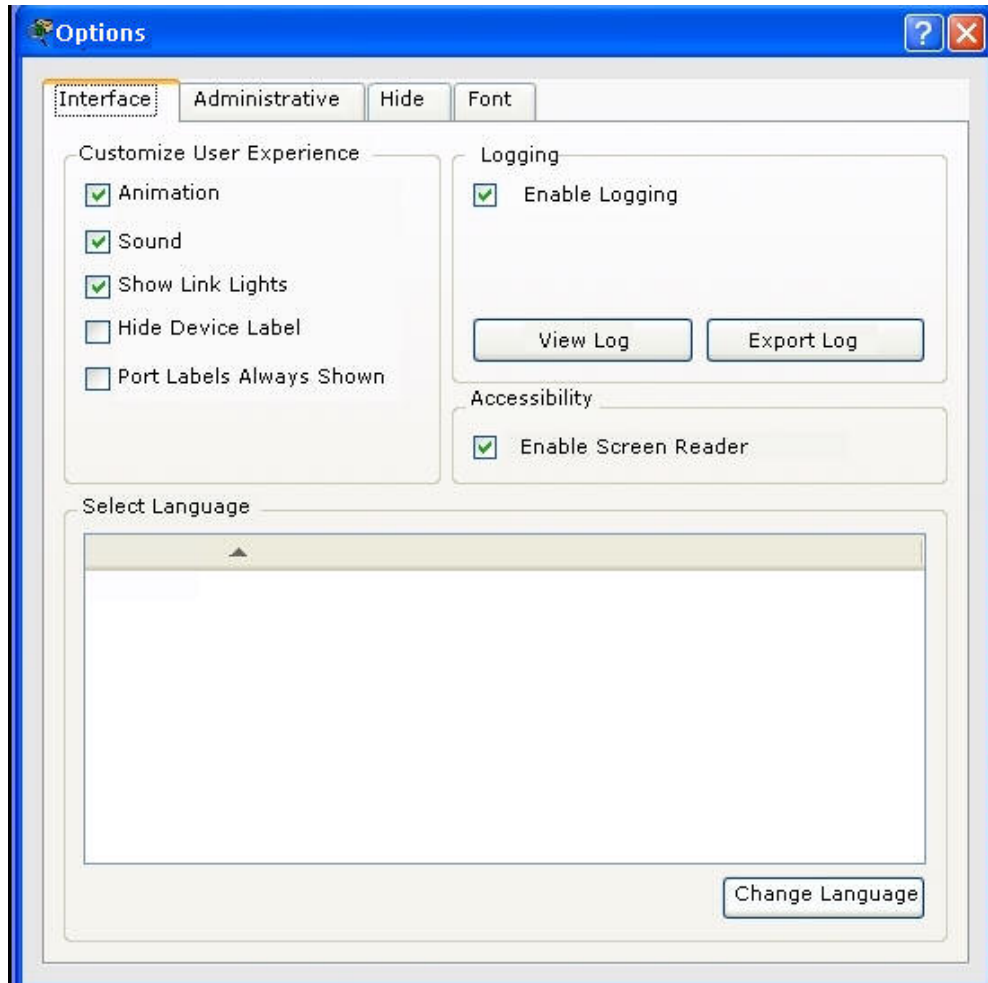 Options
Interface Administrative Hide Font
Customize User Experience
Animation
Sound
Show Link Lights
Hide Device Label
Port Labels Always Shown
Logging
Enable Logging
View Log Export Log
Accessibility
Enable Screen Reader
Select Language
Change Language